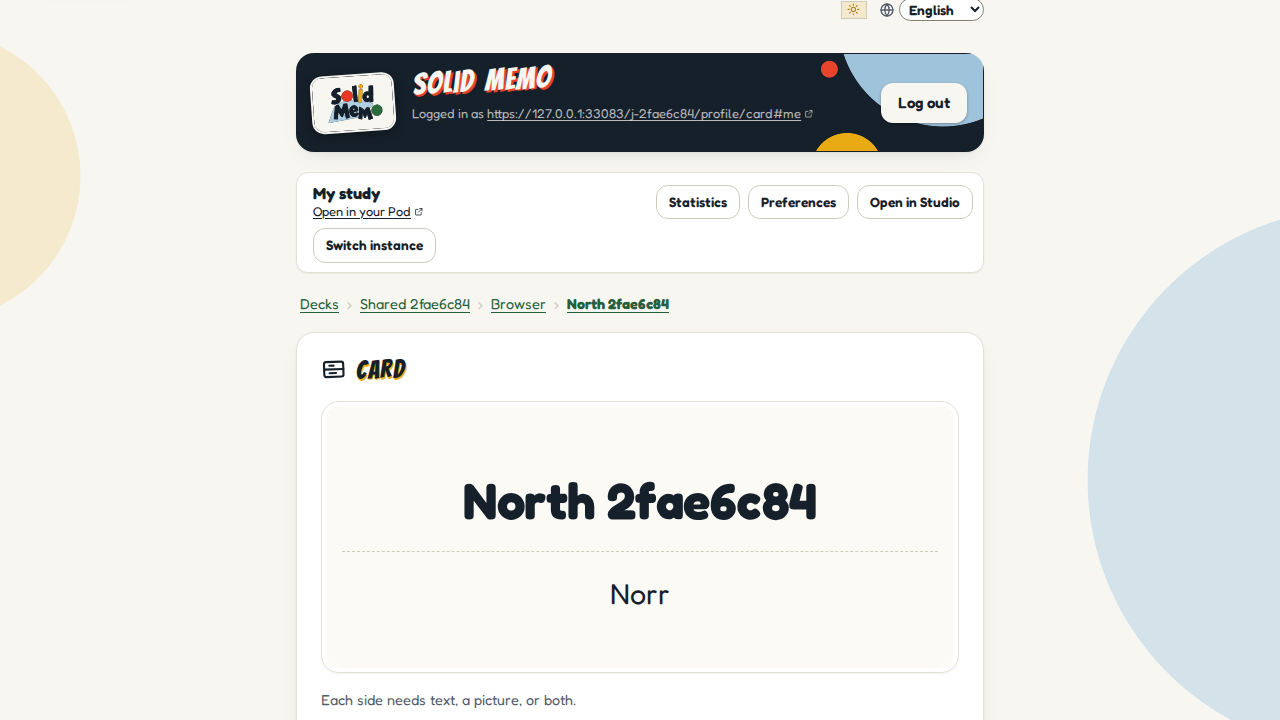 English
Solid Memo
SOLID MEMO
Logged in as https://127.0.0.1:33083/j-2fae6c84/profile/card#me
Log out
My study
Open in your Pod
Statistics
Preferences
Open in Studio
Switch instance
Decks › Shared 2fae6c84 › Browser › North 2fae6c84
CARD
North 2fae6c84
Norr
Each side needs text, a picture, or both.